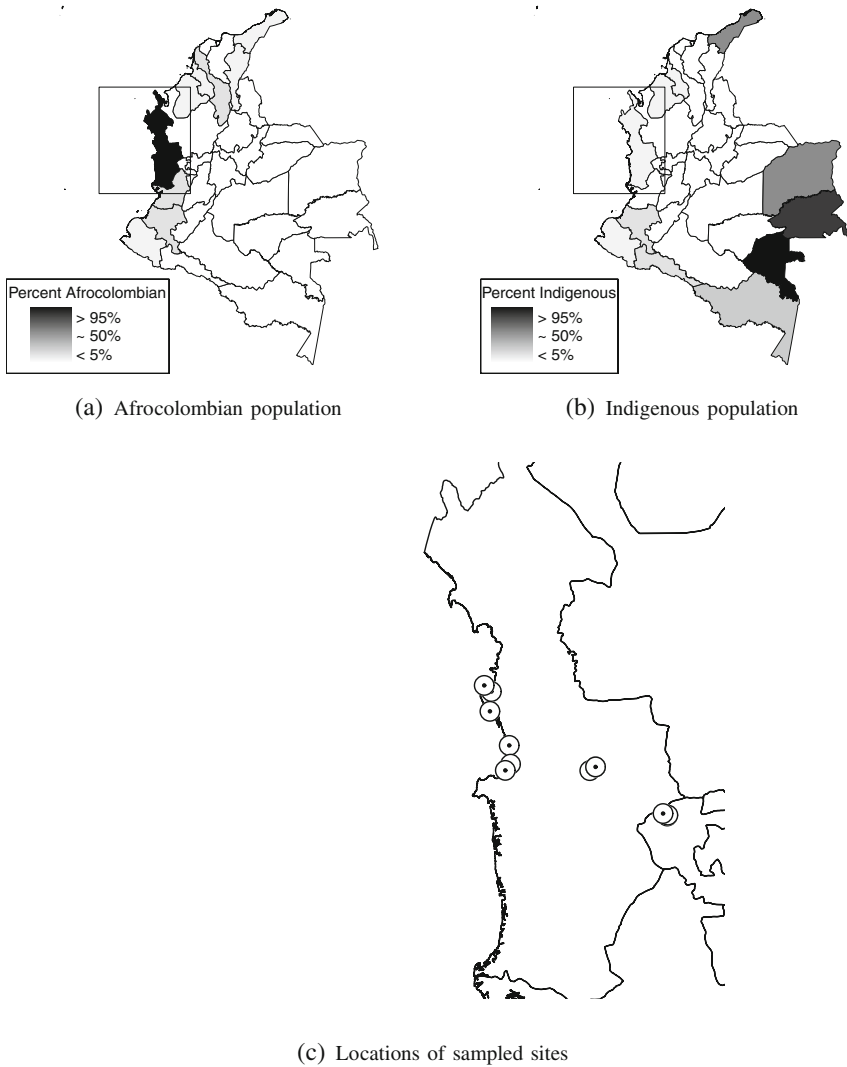 Percent Afrocolombian
> 95%
~ 50%
< 5%
Percent Indigenous
> 95%
~ 50%
< 5%
(a) Afrocolombian population
(b) Indigenous population
(c) Locations of sampled sites